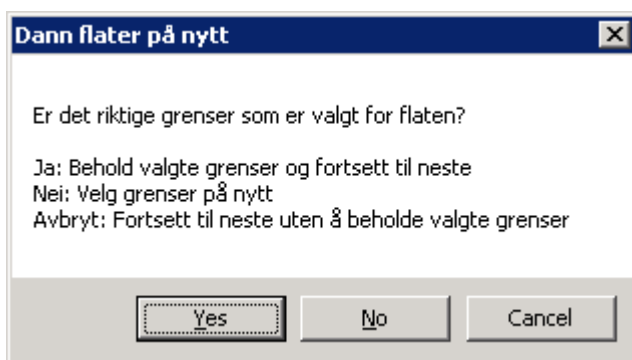 Dann flater på nytt
Er det riktige grenser som er valgt for flaten?
Ja: Behold valgte grenser og fortsett til neste
Nei: Velg grenser på nytt
Avbryt: Fortsett til neste uten å beholde valgte grenser
Yes No Cancel